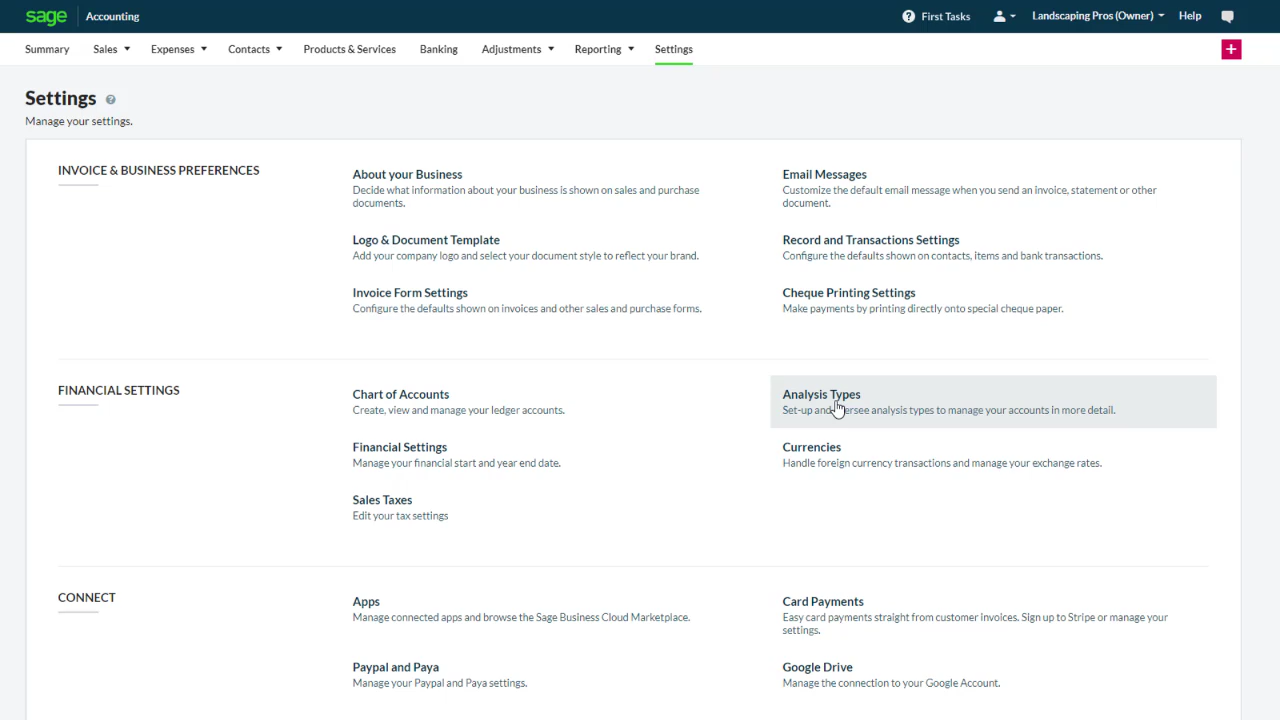 sage Accounting First Tasks Landscaping Pros (Owner) Help
Summary Sales Expenses Contacts Products & Services Banking Adjustments Reporting Settings +
Settings ?
Manage your settings.
INVOICE & BUSINESS PREFERENCES
About your Business
Decide what information about your business is shown on sales and purchase
documents.
Email Messages
Customize the default email message when you send an invoice, statement or other
document.
Logo & Document Template
Add your company logo and select your document style to reflect your brand.
Record and Transactions Settings
Configure the defaults shown on contacts, items and bank transactions.
Invoice Form Settings
Configure the defaults shown on invoices and other sales and purchase forms.
Cheque Printing Settings
Make payments by printing directly onto special cheque paper.
FINANCIAL SETTINGS
Chart of Accounts
Create, view and manage your ledger accounts.
Analysis Types
Set-up and oversee analysis types to manage your accounts in more detail.
Financial Settings
Manage your financial start and year end date.
Currencies
Handle foreign currency transactions and manage your exchange rates.
Sales Taxes
Edit your tax settings
CONNECT
Apps
Manage connected apps and browse the Sage Business Cloud Marketplace.
Card Payments
Easy card payments straight from customer invoices. Sign up to Stripe or manage your
settings.
Paypal and Paya
Manage your Paypal and Paya settings.
Google Drive
Manage the connection to your Google Account.